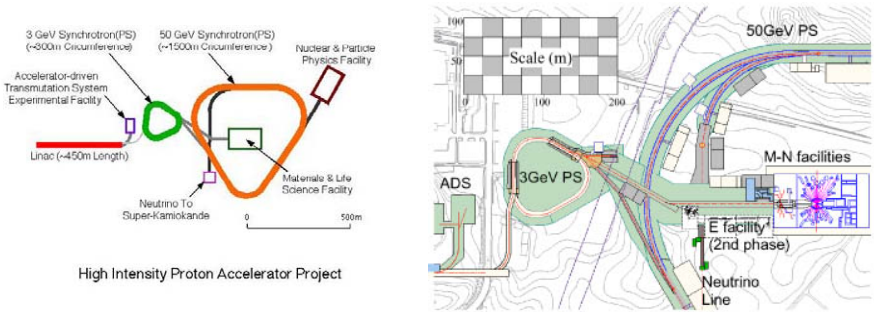 3 GeV Synchrotron(PS)
(~300m Circumference)
50 GeV Synchrotron(PS)
(~1500m Circumference )
Nuclear & Particle
Physics Facility
Accelerator-driven
Transmutation System
Experimental Facility
Linac (~450m Length)
Neutrino To
Super-Kamiokande
Materials & Life
Science Facility
0 500m
High Intensity Proton Accelerator Project
100
50
Scale (m)
0 100 200
50GeV PS
3GeV PS
ADS
M-N facilities
E facility*
(2nd phase)
Neutrino
Line